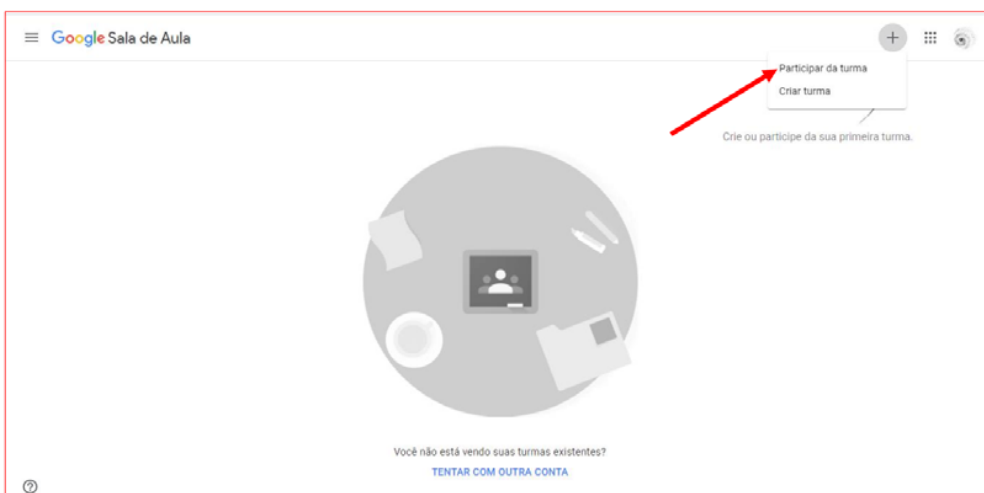 Google Sala de Aula
Participar da turma
Criar turma
Crie ou participe da sua primeira turma.
Você não está vendo suas turmas existentes?
TENTAR COM OUTRA CONTA